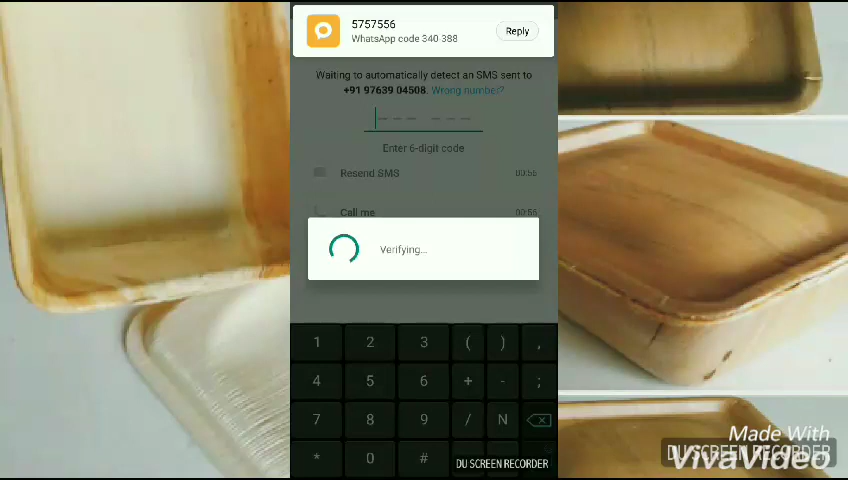 5757556
WhatsApp code 340-388
Reply
Waiting to automatically detect an SMS sent to
+91 97639 04508. Wrong number?
Enter 6-digit code
Resend SMS
00:56
Call me
00:56
Verifying...
1 2 3 ( ) ,
4 5 6 + - ;
7 8 9 / N
* 0 #
DU SCREEN RECORDER
Made With
DU SCREEN RECORDER
VivaVideo